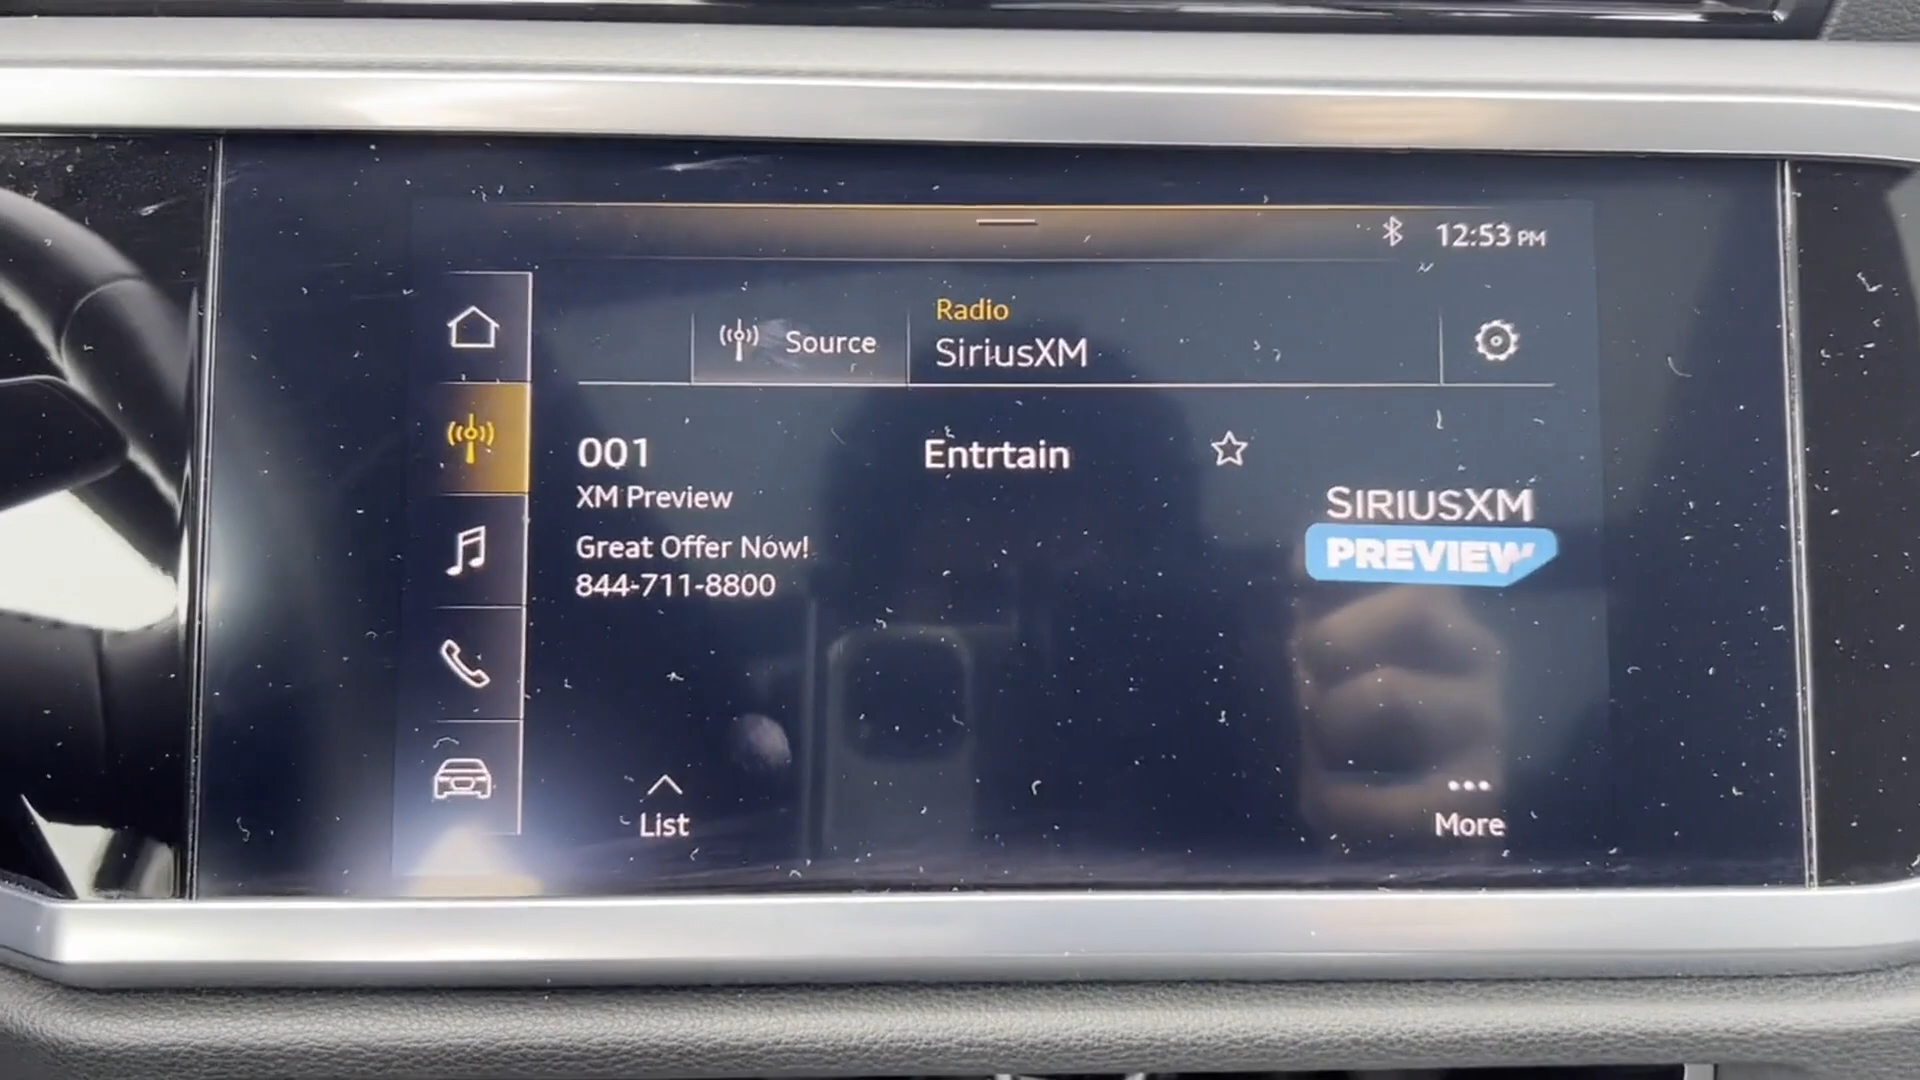 12:53 PM
Source
Radio
SiriusXM
001
Entrtain
XM Preview
Great Offer Now!
844-711-8800
SIRIUSXM
PREVIEW
List
More